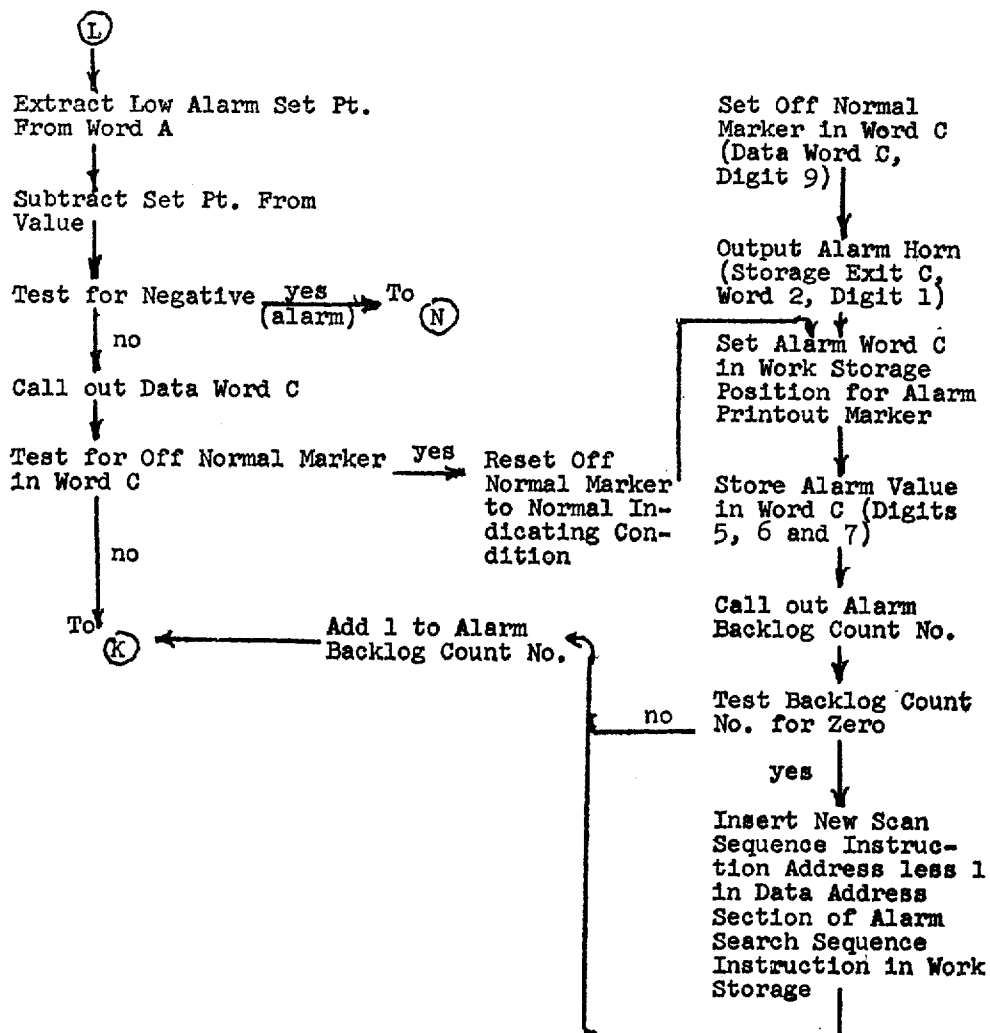 L
Extract Low Alarm Set Pt.
From Word A
Subtract Set Pt. From
Value
Test for Negative
yes
(alarm)
To
N
no
Call out Data Word C
Test for Off Normal Marker
in Word C
yes
Reset Off
Normal Marker
to Normal In-
dicating Con-
dition
no
To
K
Add 1 to Alarm
Backlog Count No.
Set Off Normal
Marker in Word C
(Data Word C,
Digit 9)
Output Alarm Horn
(Storage Exit C,
Word 2, Digit 1)
Set Alarm Word C
in Work Storage
Position for Alarm
Printout Marker
Store Alarm Value
in Word C (Digits
5, 6 and 7)
Call out Alarm
Backlog Count No.
Test Backlog Count
No. for Zero
no
yes
Insert New Scan
Sequence Instruc-
tion Address less 1
in Data Address
Section of Alarm
Search Sequence
Instruction in Work
Storage